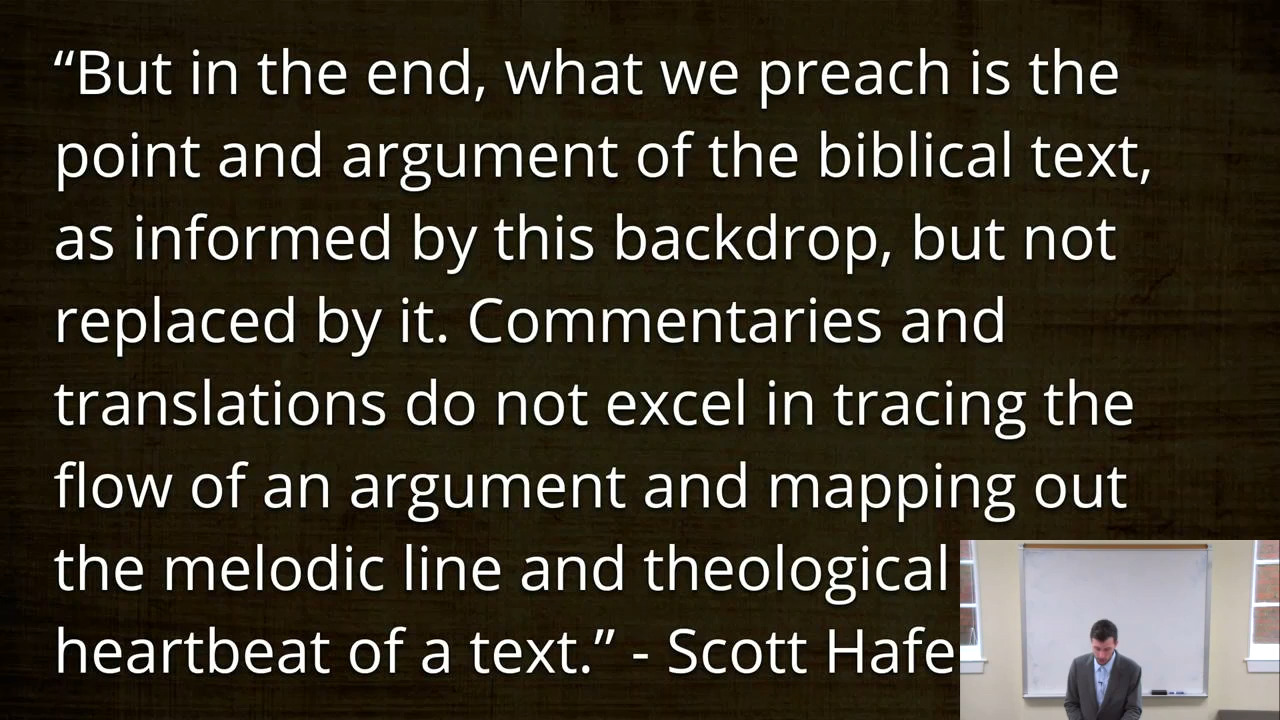 “But in the end, what we preach is the
point and argument of the biblical text,
as informed by this backdrop, but not
replaced by it. Commentaries and
translations do not excel in tracing the
flow of an argument and mapping out
the melodic line and theological
heartbeat of a text.” - Scott Hafe